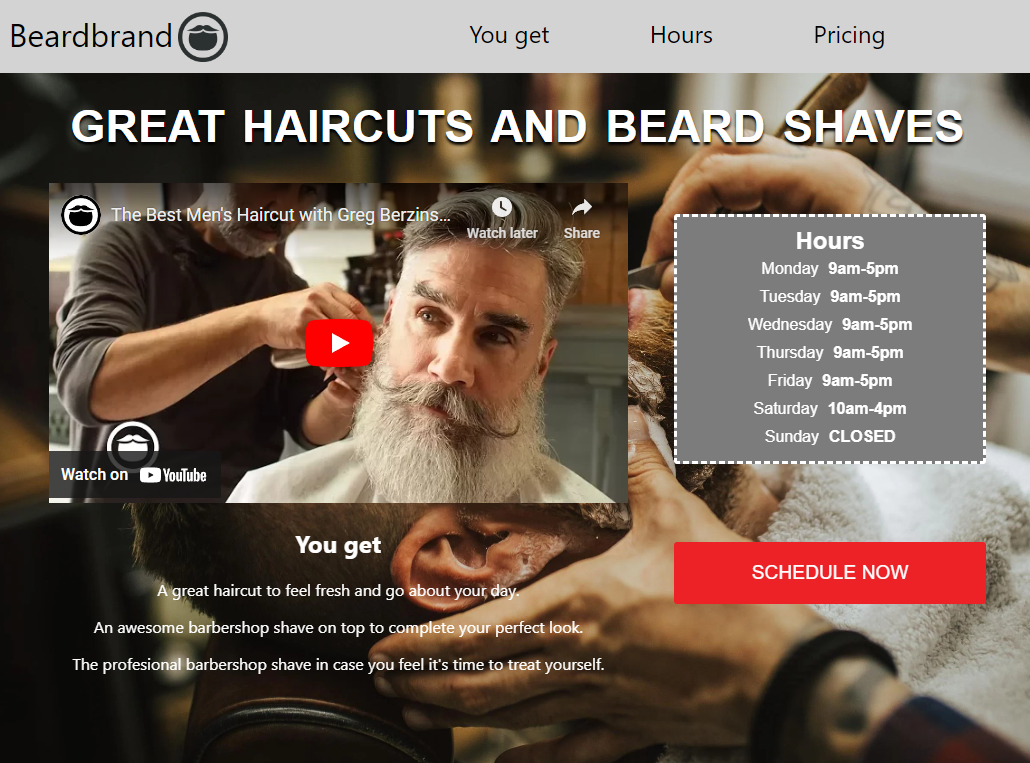 Beardbrand
You get
Hours
Pricing
GREAT HAIRCUTS AND BEARD SHAVES
The Best Men's Haircut with Greg Berzins...
Watch later
Share
Watch on YouTube
Hours
Monday 9am-5pm
Tuesday 9am-5pm
Wednesday 9am-5pm
Thursday 9am-5pm
Friday 9am-5pm
Saturday 10am-4pm
Sunday CLOSED
You get
A great haircut to feel fresh and go about your day.
An awesome barbershop shave on top to complete your perfect look.
The profesional barbershop shave in case you feel it's time to treat yourself.
SCHEDULE NOW